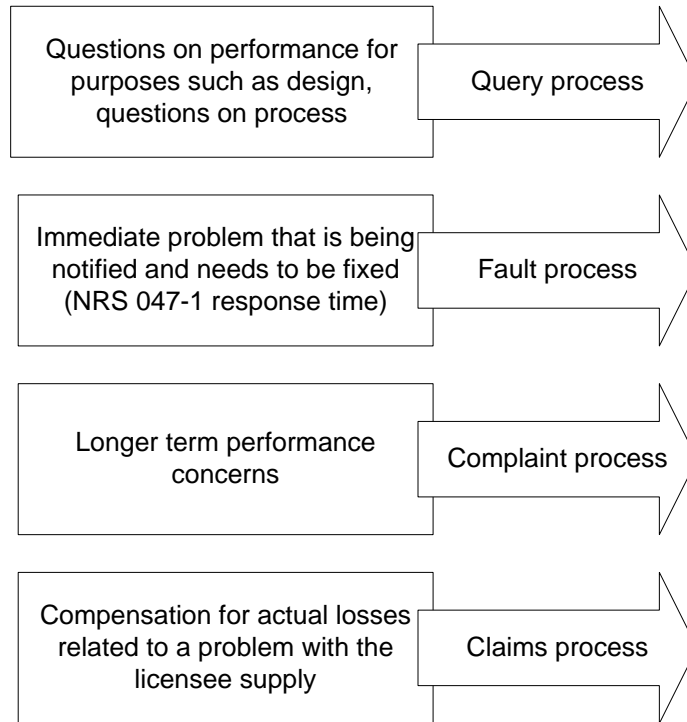 Questions on performance for
purposes such as design,
questions on process
Query process
Immediate problem that is being
notified and needs to be fixed
(NRS 047-1 response time)
Fault process
Longer term performance
concerns
Complaint process
Compensation for actual losses
related to a problem with the
licensee supply
Claims process